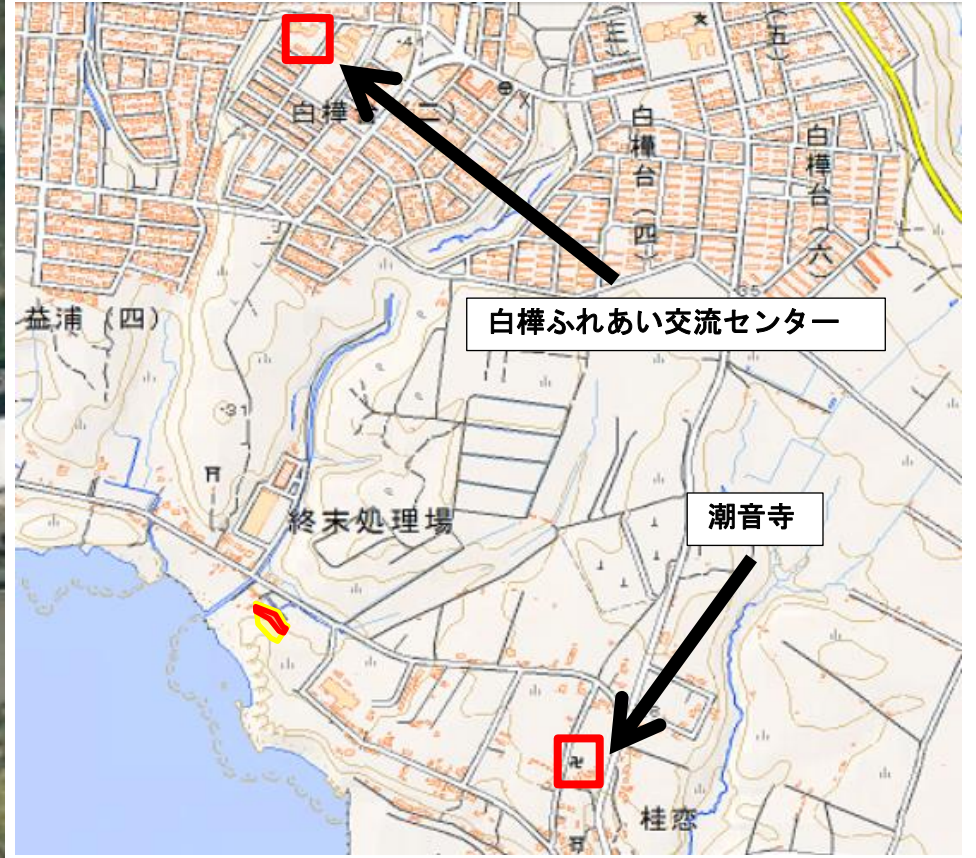 (三)
(五)
白樺台(二)
白樺台(四)
白樺台(六)
35
白樺ふれあい交流センター
益浦(四)
・31
終末処理場
潮音寺
桂恋